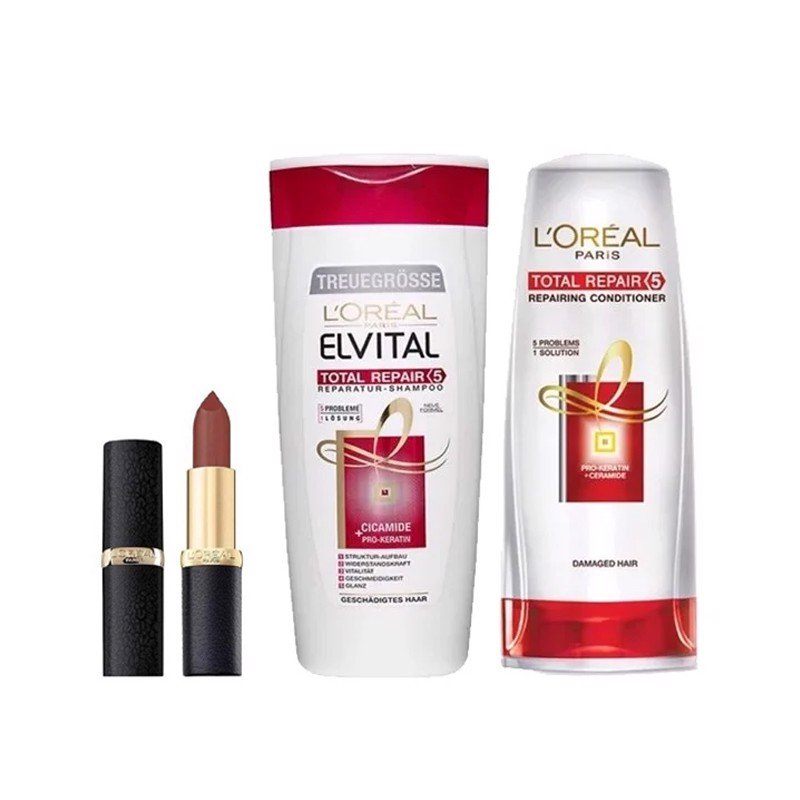 L'ORÉAL
PARIS
L'ORÉAL
PARIS
TREUEGRÖSSE
L'ORÉAL
PARIS
ELVITAL
TOTAL REPAIR 5
REPARATUR-SHAMPOO
5 PROBLEME
1 LÖSUNG
NEUE
FORMEL
CICAMIDE
+
PRO-KERATIN
1 STRUKTUR-AUFBAU
2 WIDERSTANDSKRAFT
3 VITALITÄT
4 GESCHMEIDIGKEIT
5 GLANZ
GESCHÄDIGTES HAAR
L'ORÉAL
PARIS
TOTAL REPAIR 5
REPAIRING CONDITIONER
5 PROBLEMS
1 SOLUTION
PRO-KERATIN
+ CERAMIDE
DAMAGED HAIR